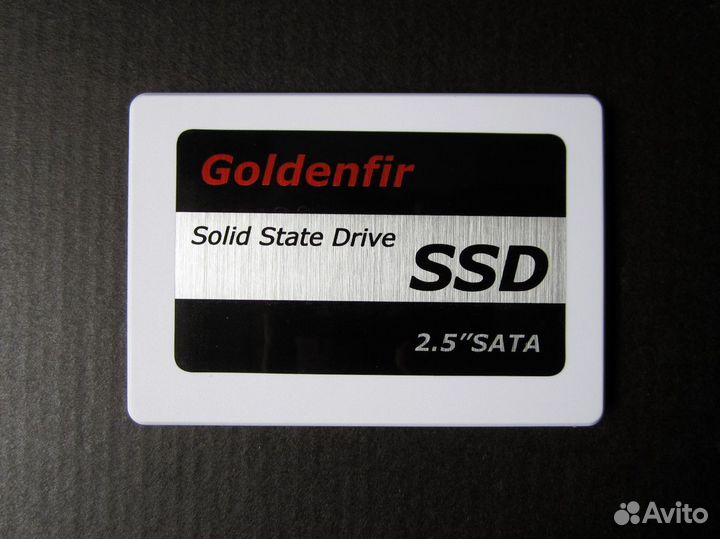 Goldenfir
Solid State Drive
SSD
2.5"SATA
Avito